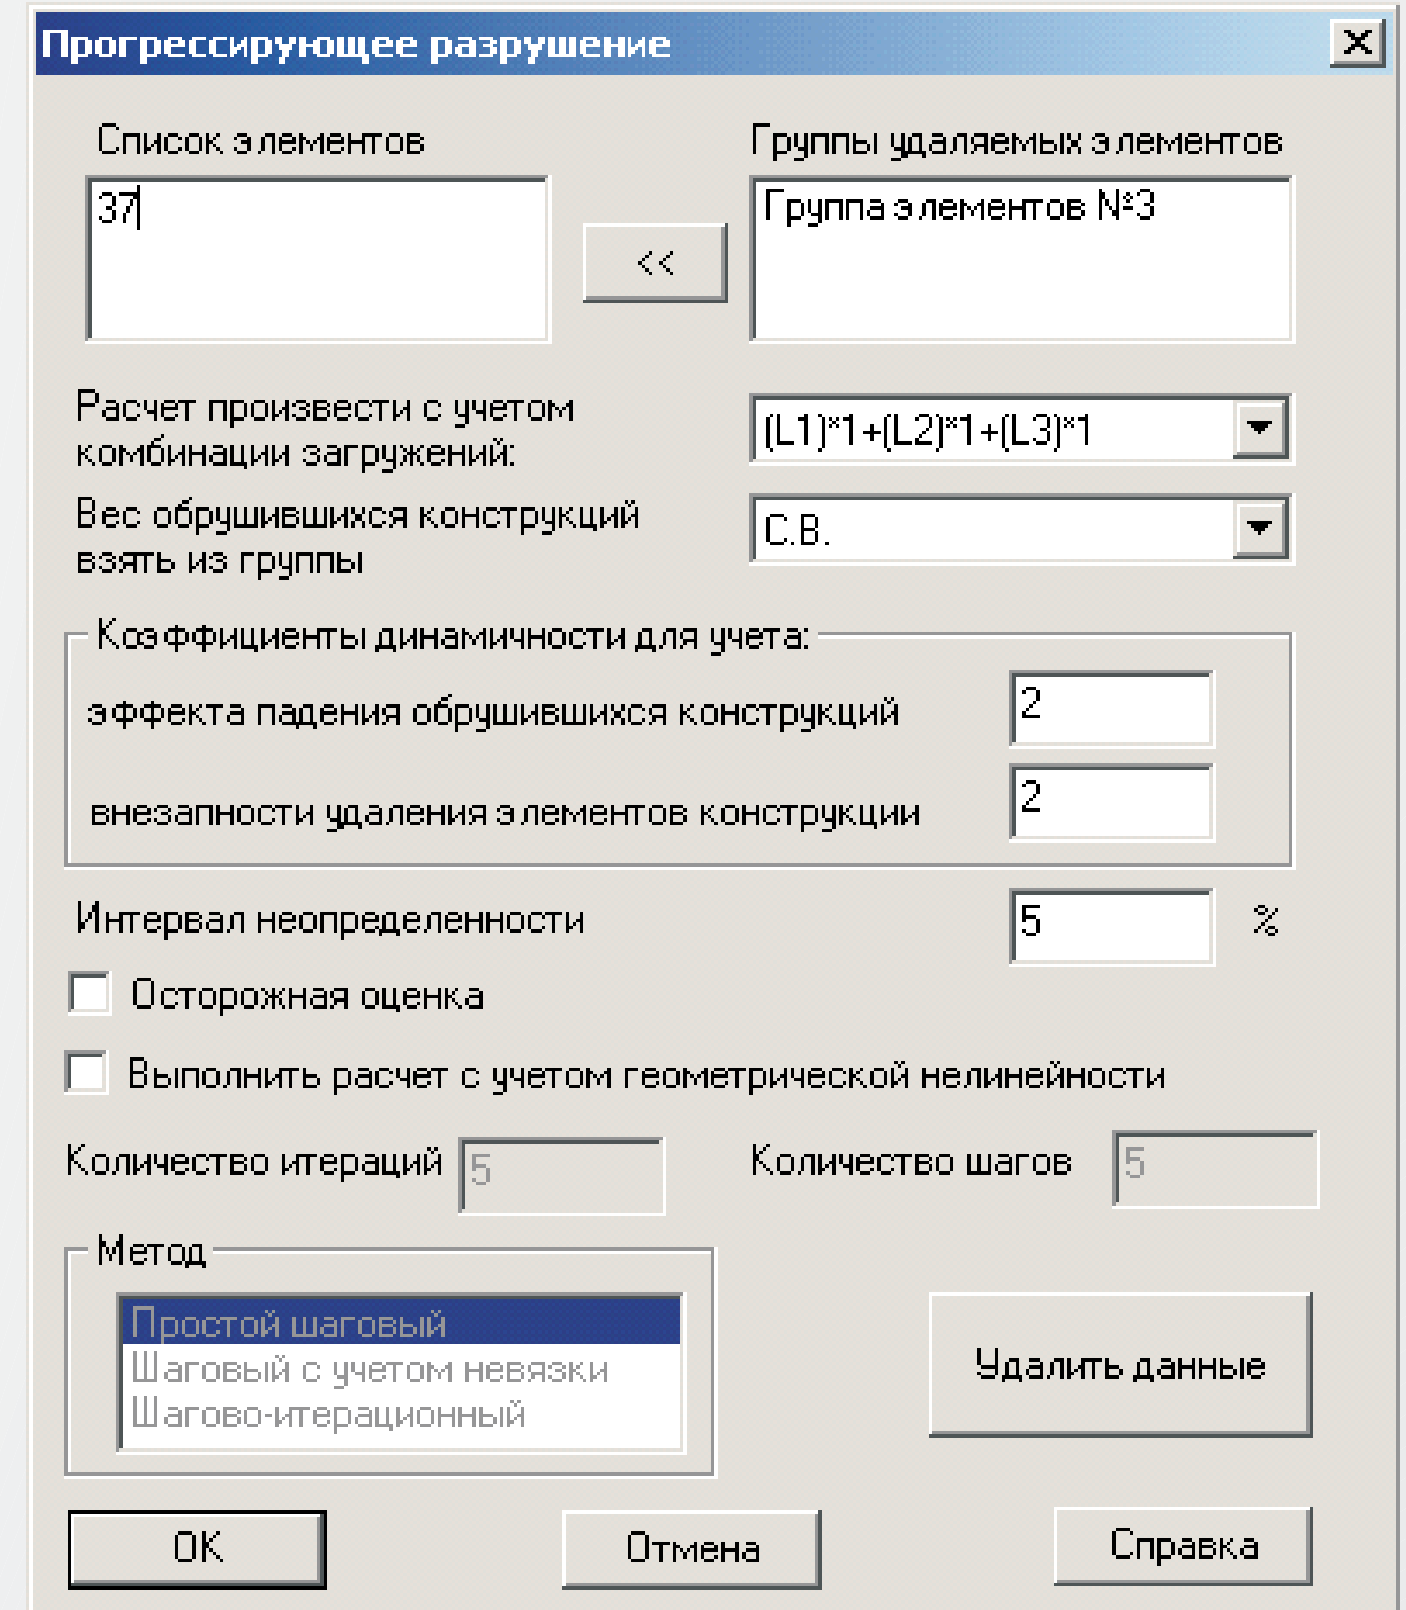 Прогрессирующее разрушение
Список элементов
Группы удаляемых элементов
37
<<
Группа элементов №3
Расчет произвести с учетом
комбинации загружений:
(L1)*1+(L2)*1+(L3)*1
Вес обрушившихся конструкций
взять из группы
С.В.
Коэффициенты динамичности для учета:
эффекта падения обрушившихся конструкций
2
внезапности удаления элементов конструкции
2
Интервал неопределенности
5
%
Осторожная оценка
Выполнить расчет с учетом геометрической нелинейности
Количество итераций
5
Количество шагов
5
Метод
Простой шаговый
Шаговый с учетом невязки
Шагово-итерационный
Удалить данные
OK
Отмена
Справка